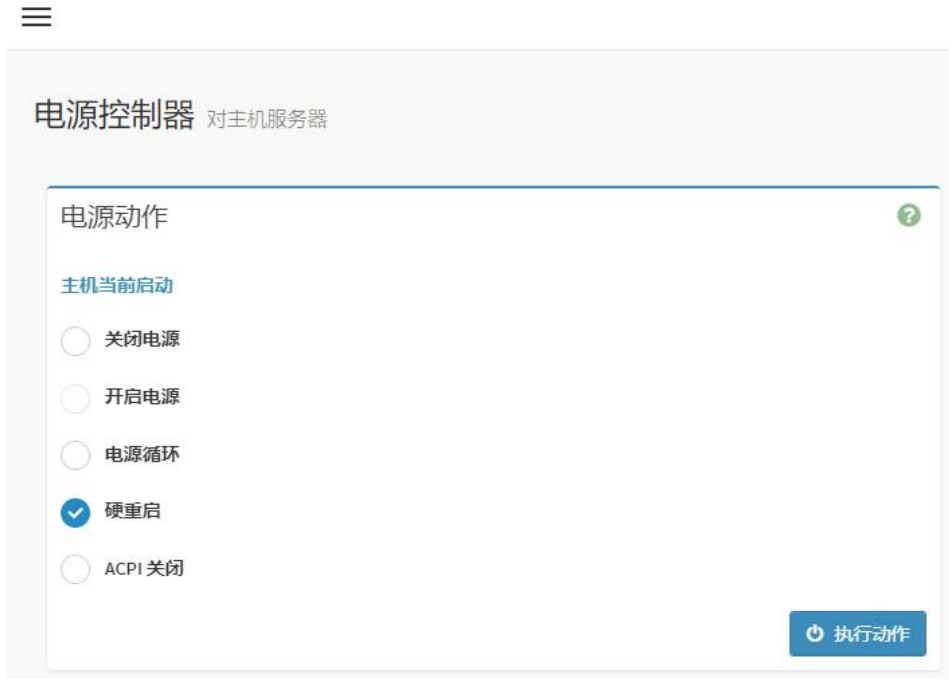 电源控制器 对主机服务器
电源动作
主机当前启动
关闭电源
开启电源
电源循环
硬重启
ACPI 关闭
执行动作